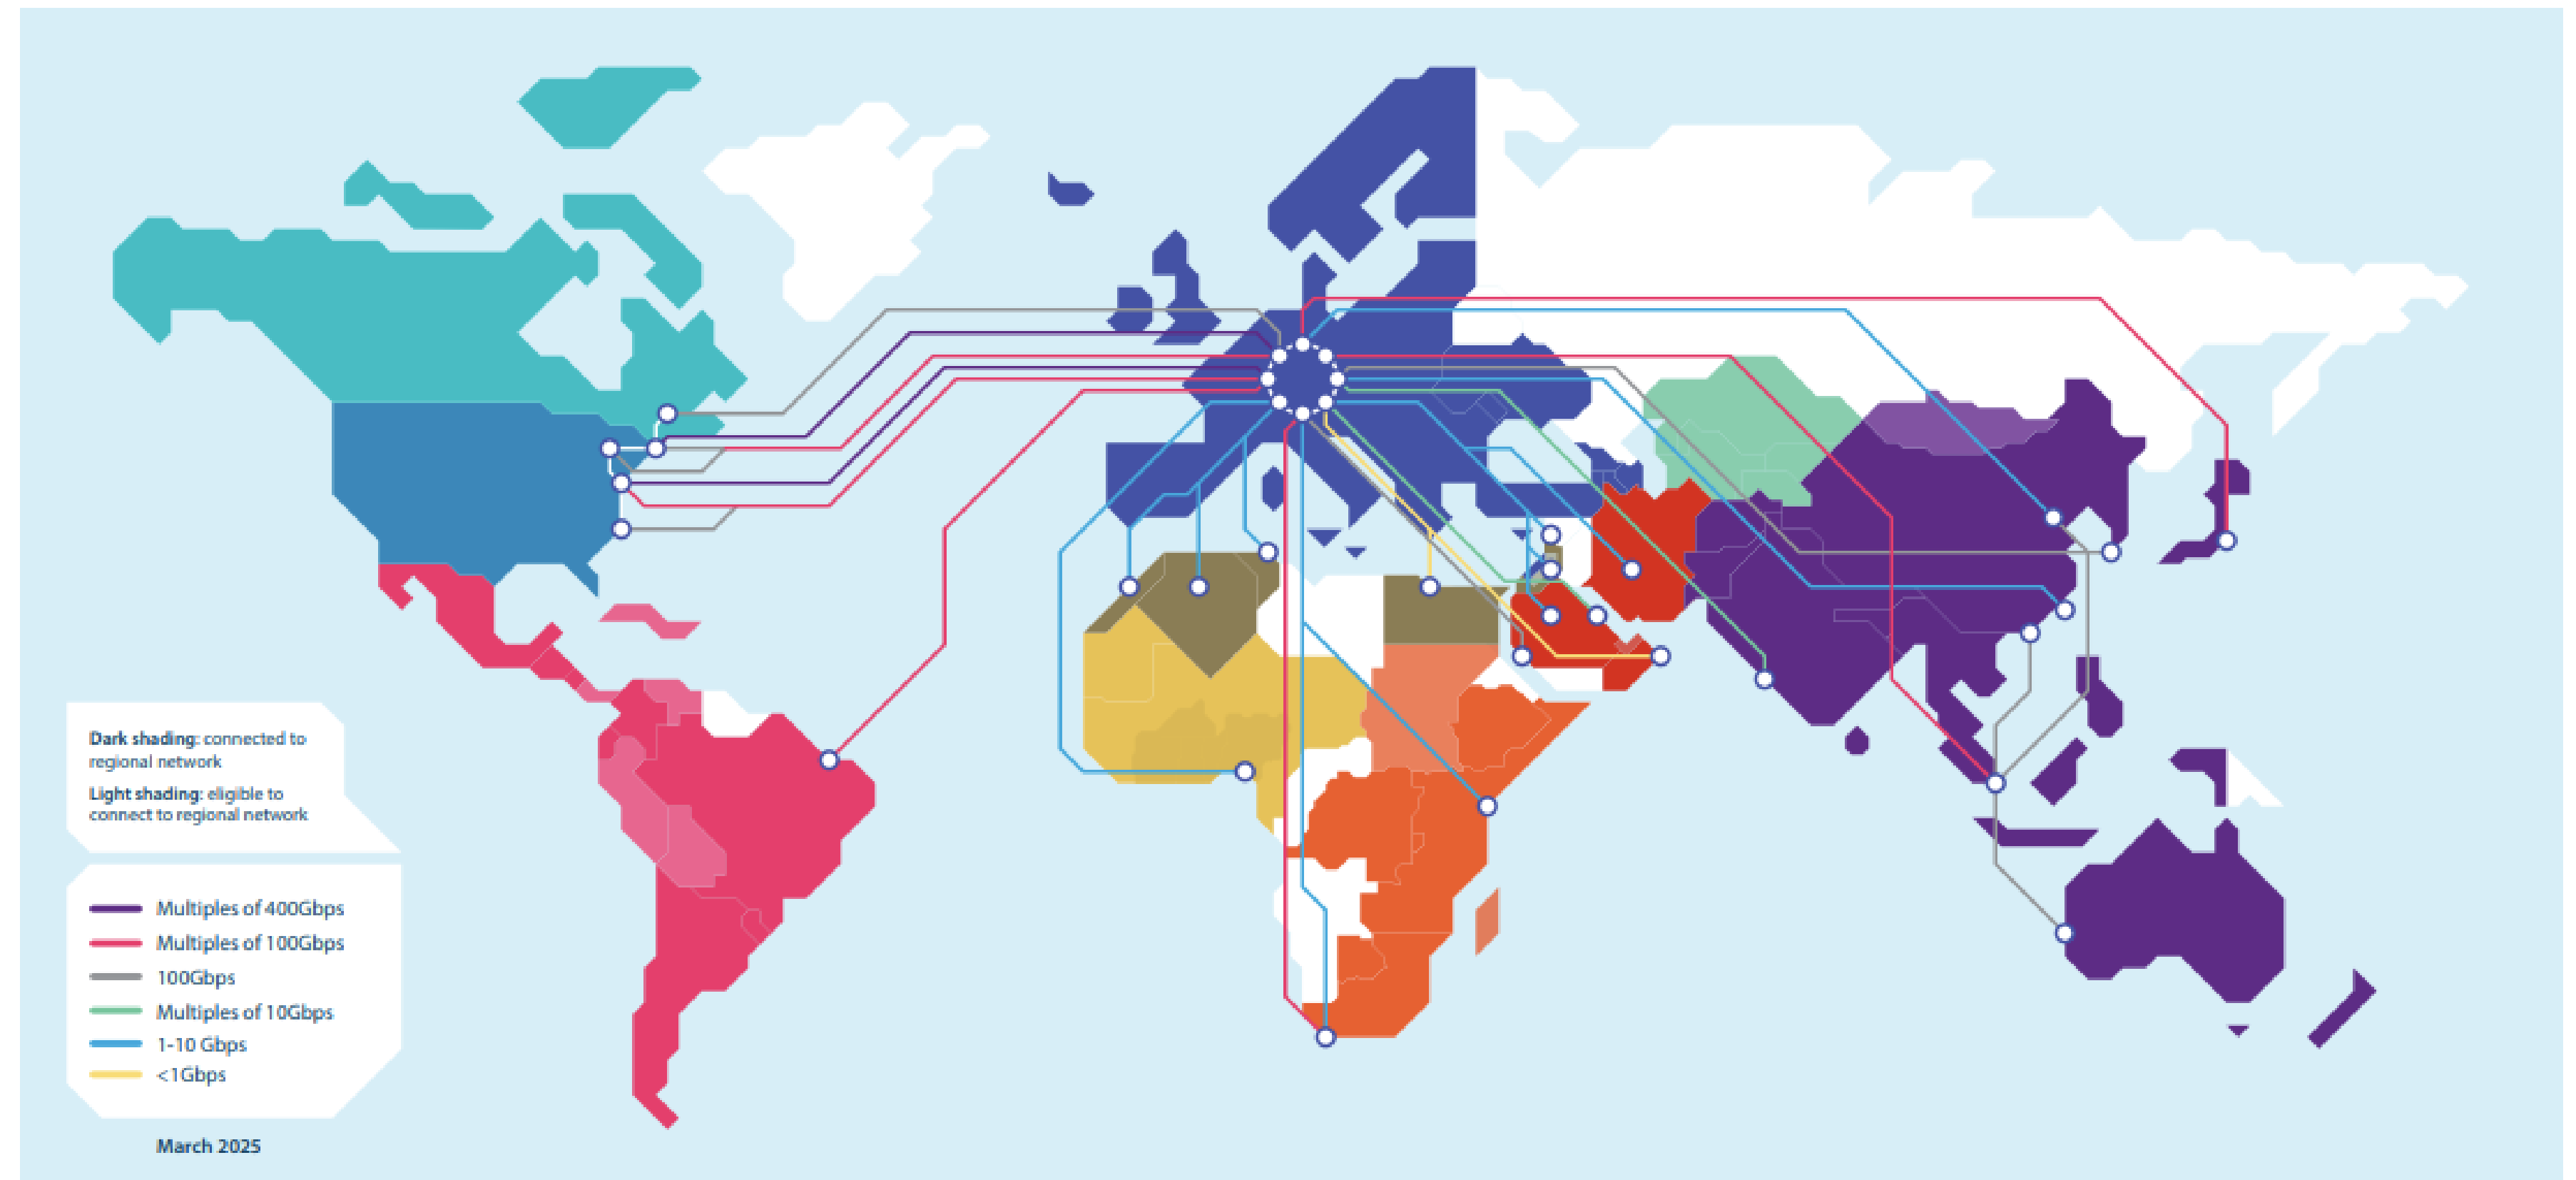 Dark shading: connected to
regional network
Light shading: eligible to
connect to regional network
Multiples of 400Gbps
Multiples of 100Gbps
100Gbps
Multiples of 10Gbps
1-10 Gbps
<1Gbps
March 2025